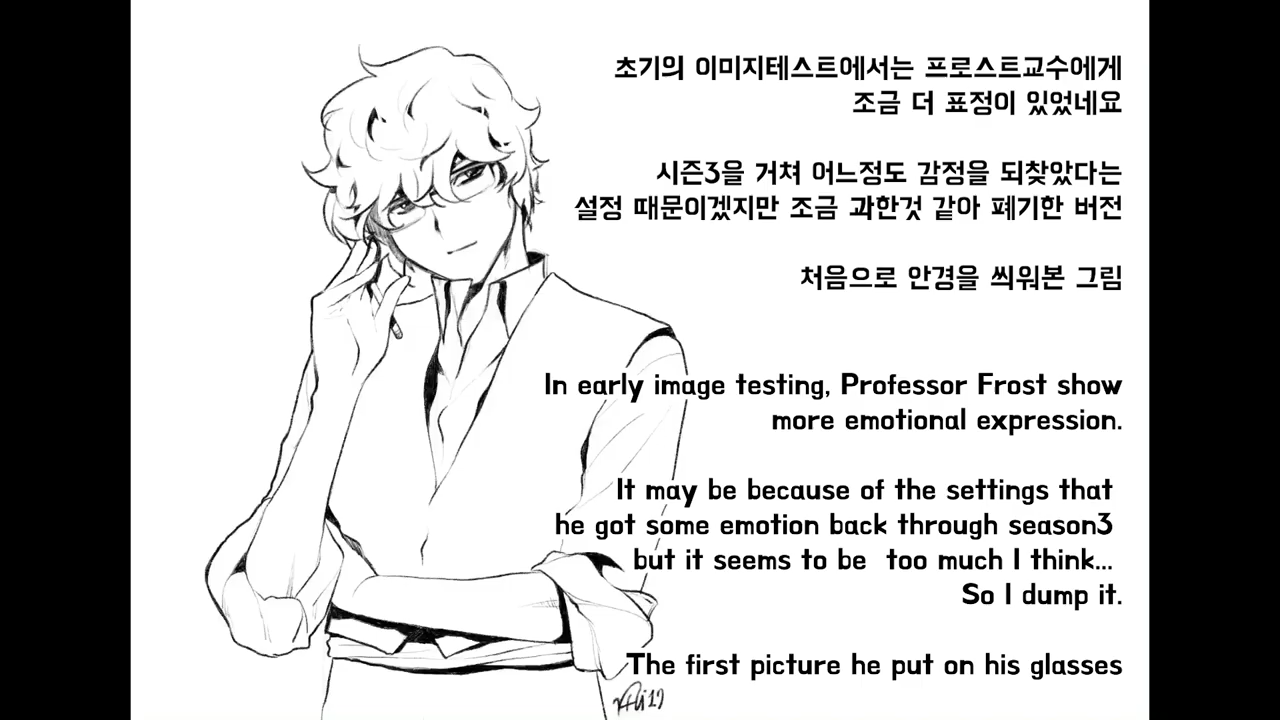 초기의 이미지테스트에서는 프로스트교수에게
조금 더 표정이 있었네요
시즌3을 거쳐 어느정도 감정을 되찾았다는
설정 때문이겠지만 조금 과한것 같아 폐기한 버전
처음으로 안경을 씌워본 그림
In early image testing, Professor Frost show
more emotional expression.
It may be because of the settings that
he got some emotion back through season3
but it seems to be too much I think...
So I dump it.
The first picture he put on his glasses